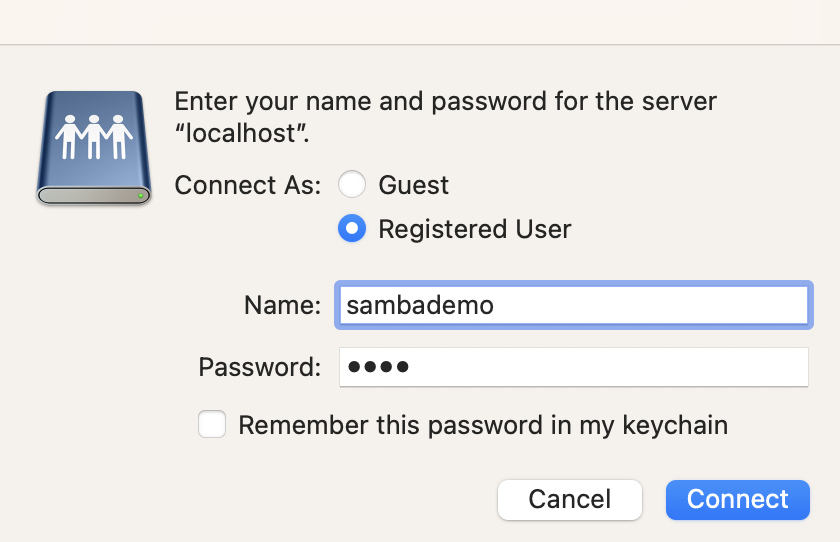 Enter your name and password for the server
“localhost”.
Connect As: Guest
Registered User
Name: sambademo
Password: ••••
Remember this password in my keychain
Cancel Connect